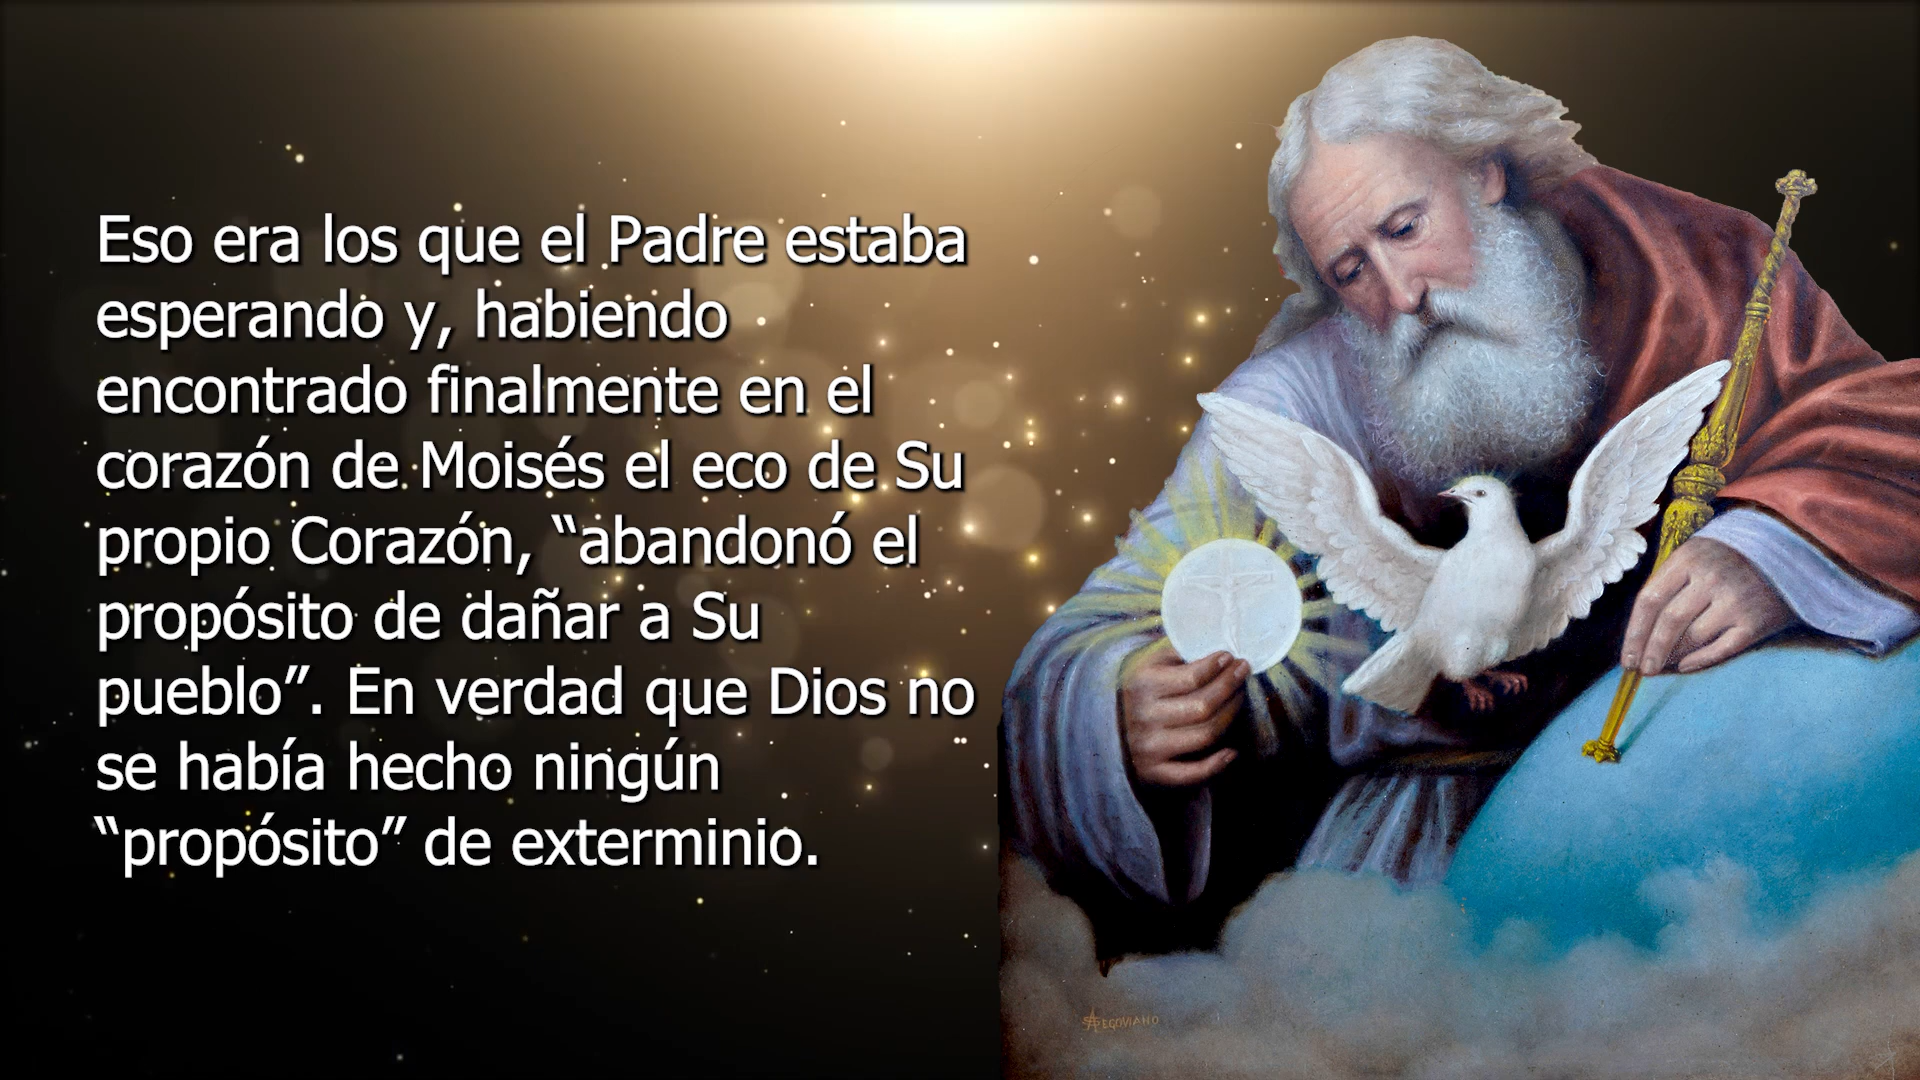 Eso era los que el Padre estaba
esperando y, habiendo
encontrado finalmente en el
corazón de Moisés el eco de Su
propio Corazón, “abandonó el
propósito de dañar a Su
pueblo”. En verdad que Dios no
se había hecho ningún
“propósito” de exterminio.
SEGOVIANO